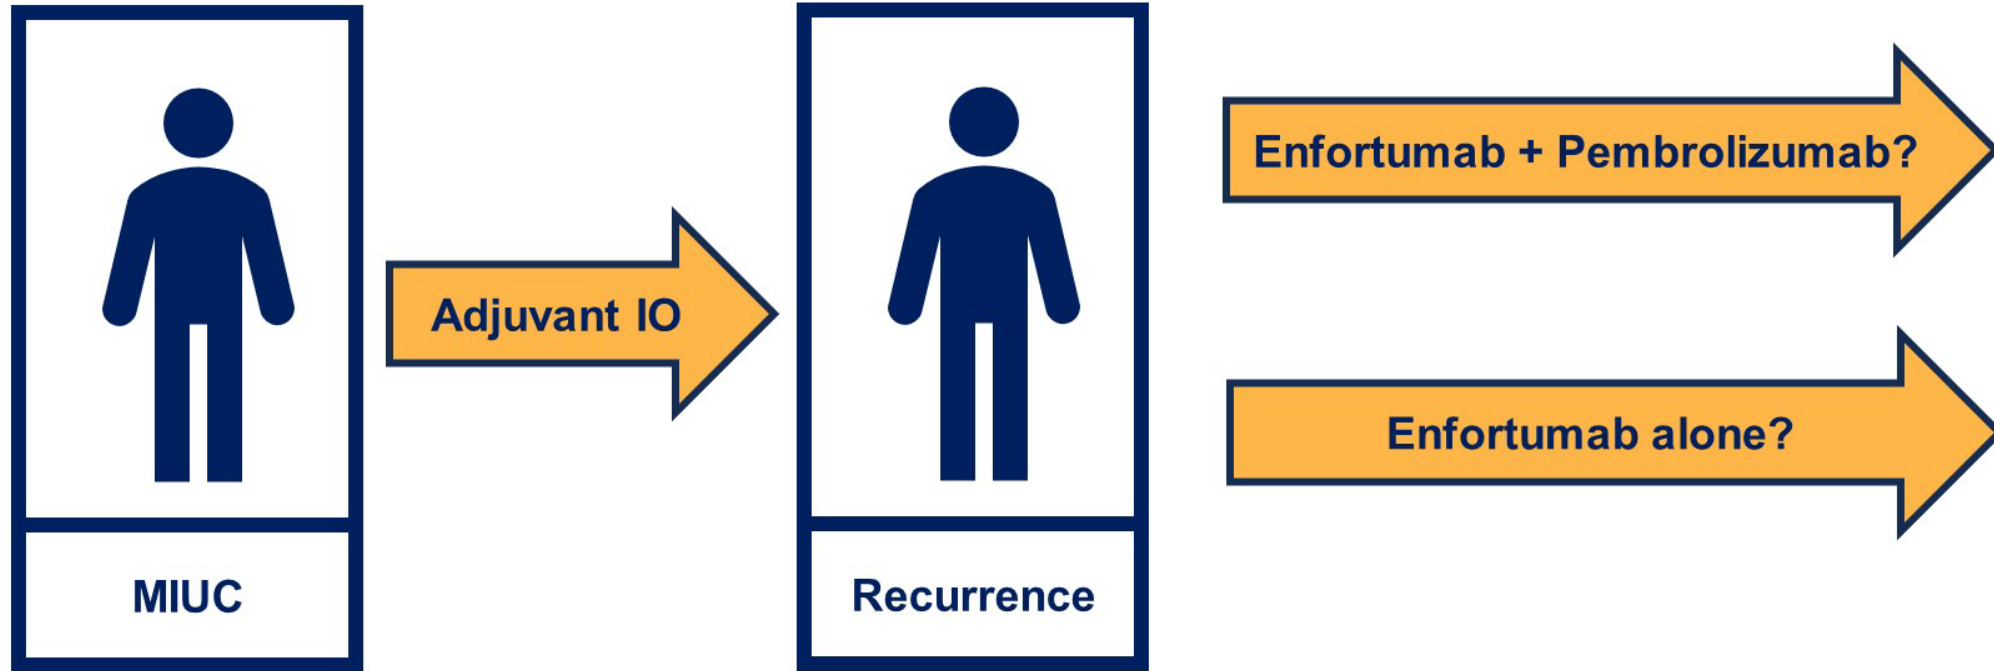 MIUC
Adjuvant IO
Recurrence
Enfortumab + Pembrolizumab?
Enfortumab alone?